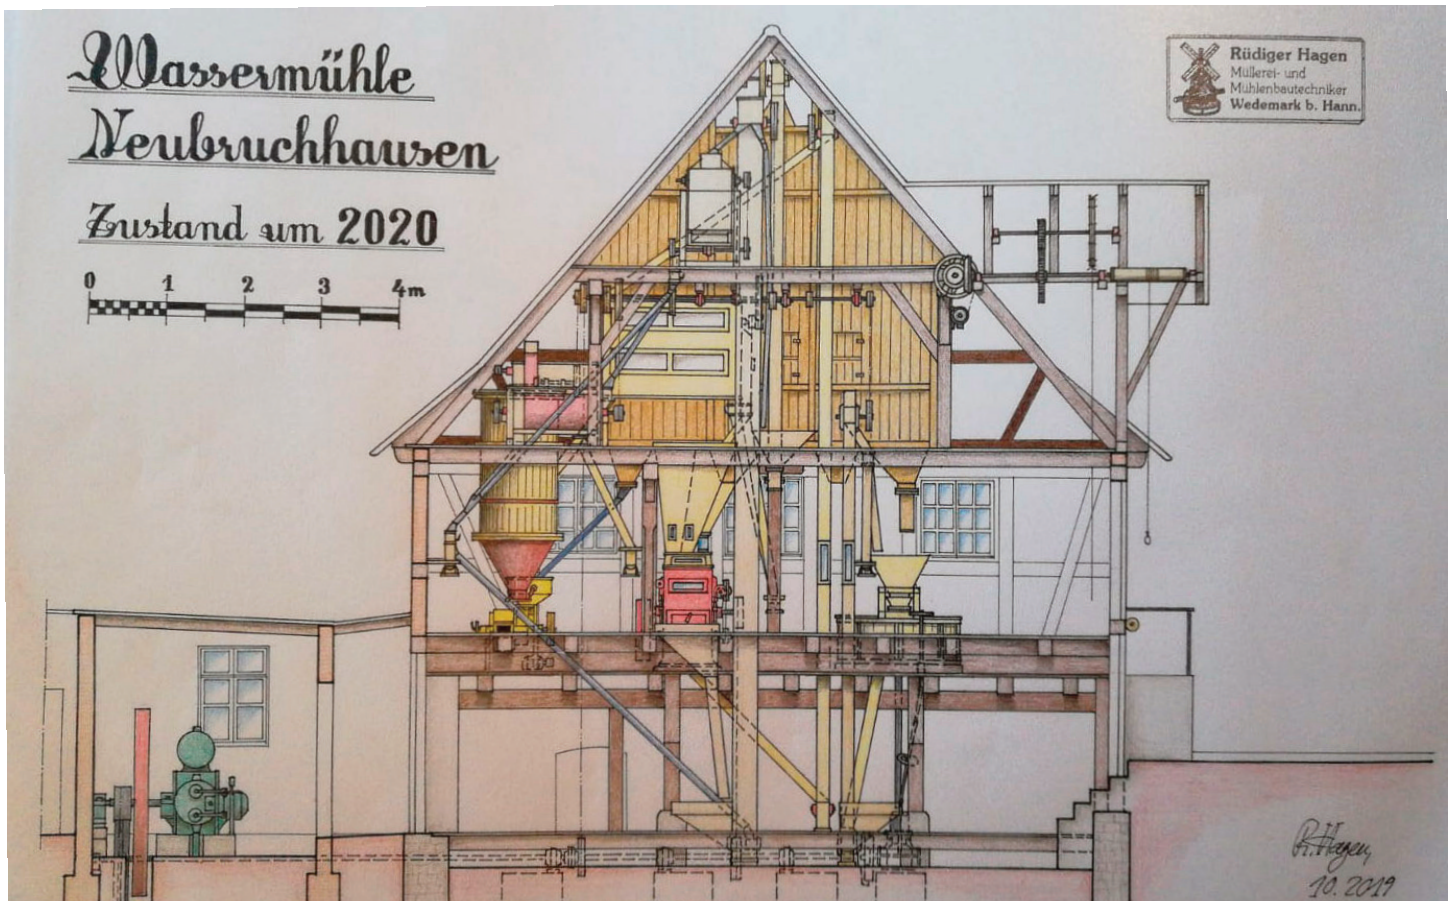 Wassermühle
Neubruchhausen
Zustand um 2020
0 1 2 3 4m
Rüdiger Hagen
Müllerei- und
Mühlenbautechniker
Wedemark b. Hann.
R. Hagen
10. 2019